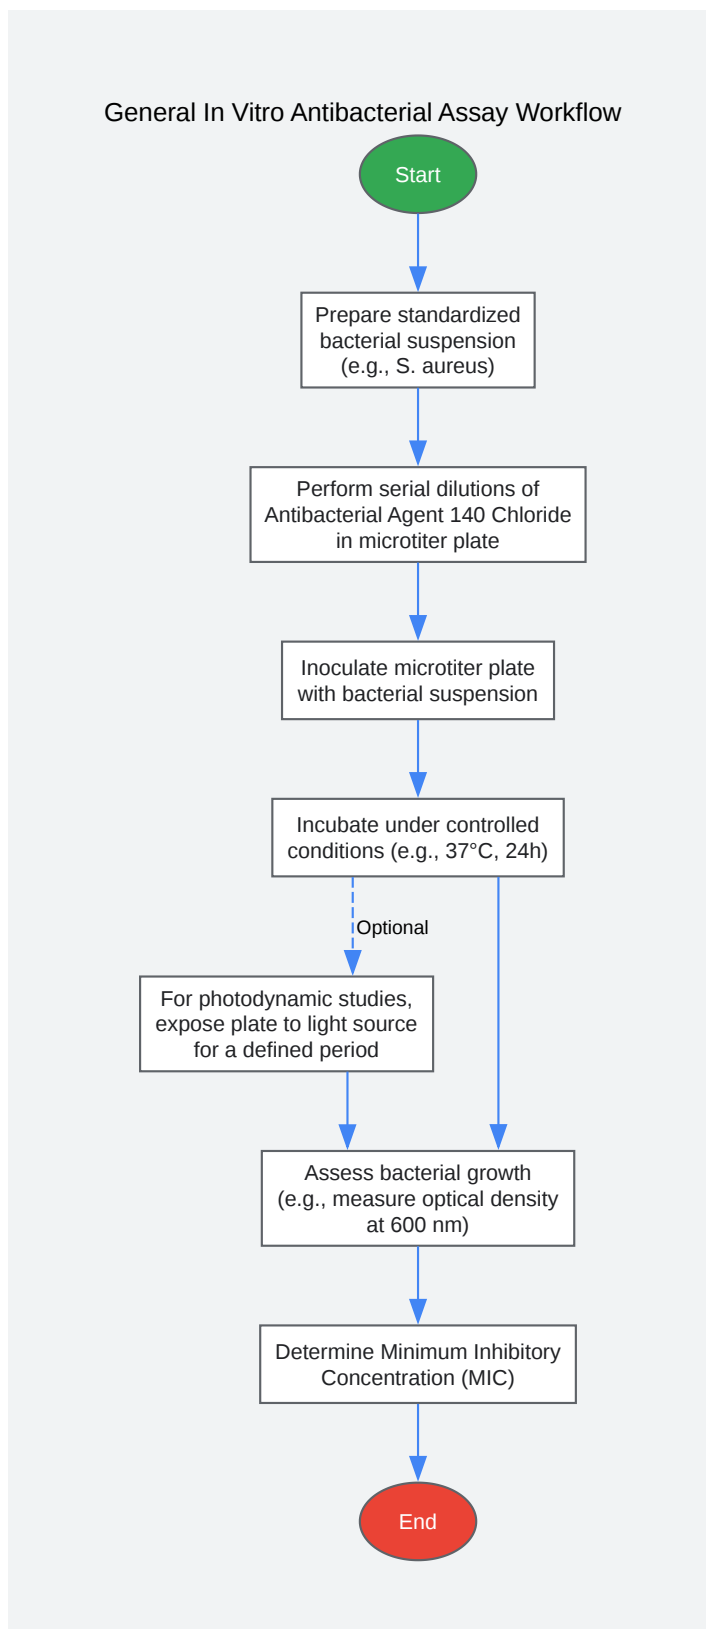 General In Vitro Antibacterial Assay Workflow
Start
Prepare standardized
bacterial suspension
(e.g., S. aureus)
Perform serial dilutions of
Antibacterial Agent 140 Chloride
in microtiter plate
Inoculate microtiter plate
with bacterial suspension
Incubate under controlled
conditions (e.g., 37°C, 24h)
Optional
For photodynamic studies,
expose plate to light source
for a defined period
Assess bacterial growth
(e.g., measure optical density
at 600 nm)
Determine Minimum Inhibitory
Concentration (MIC)
End